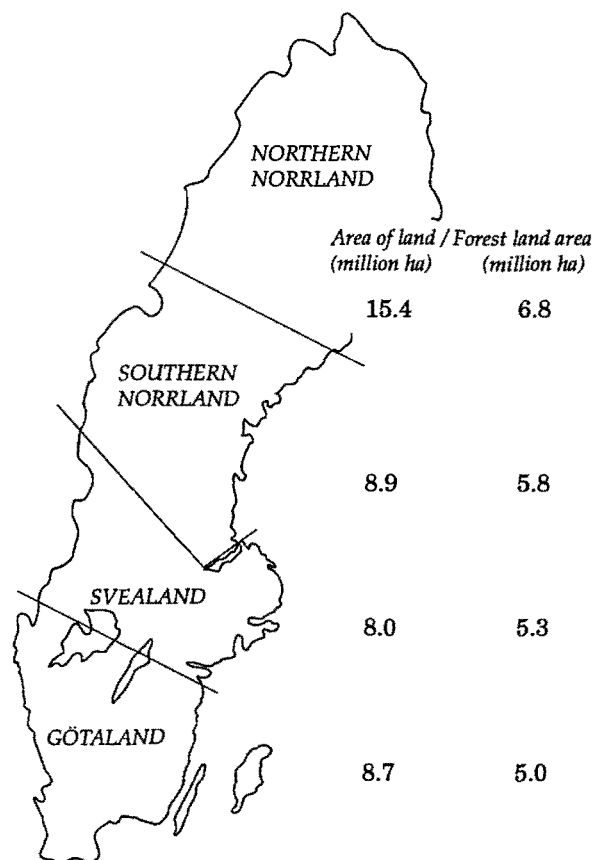 NORTHERN
NORRLAND
Area of land / Forest land area
(million ha) (million ha)
15.4 6.8
SOUTHERN
NORRLAND
8.9 5.8
SVEALAND
8.0 5.3
GÖTALAND
8.7 5.0